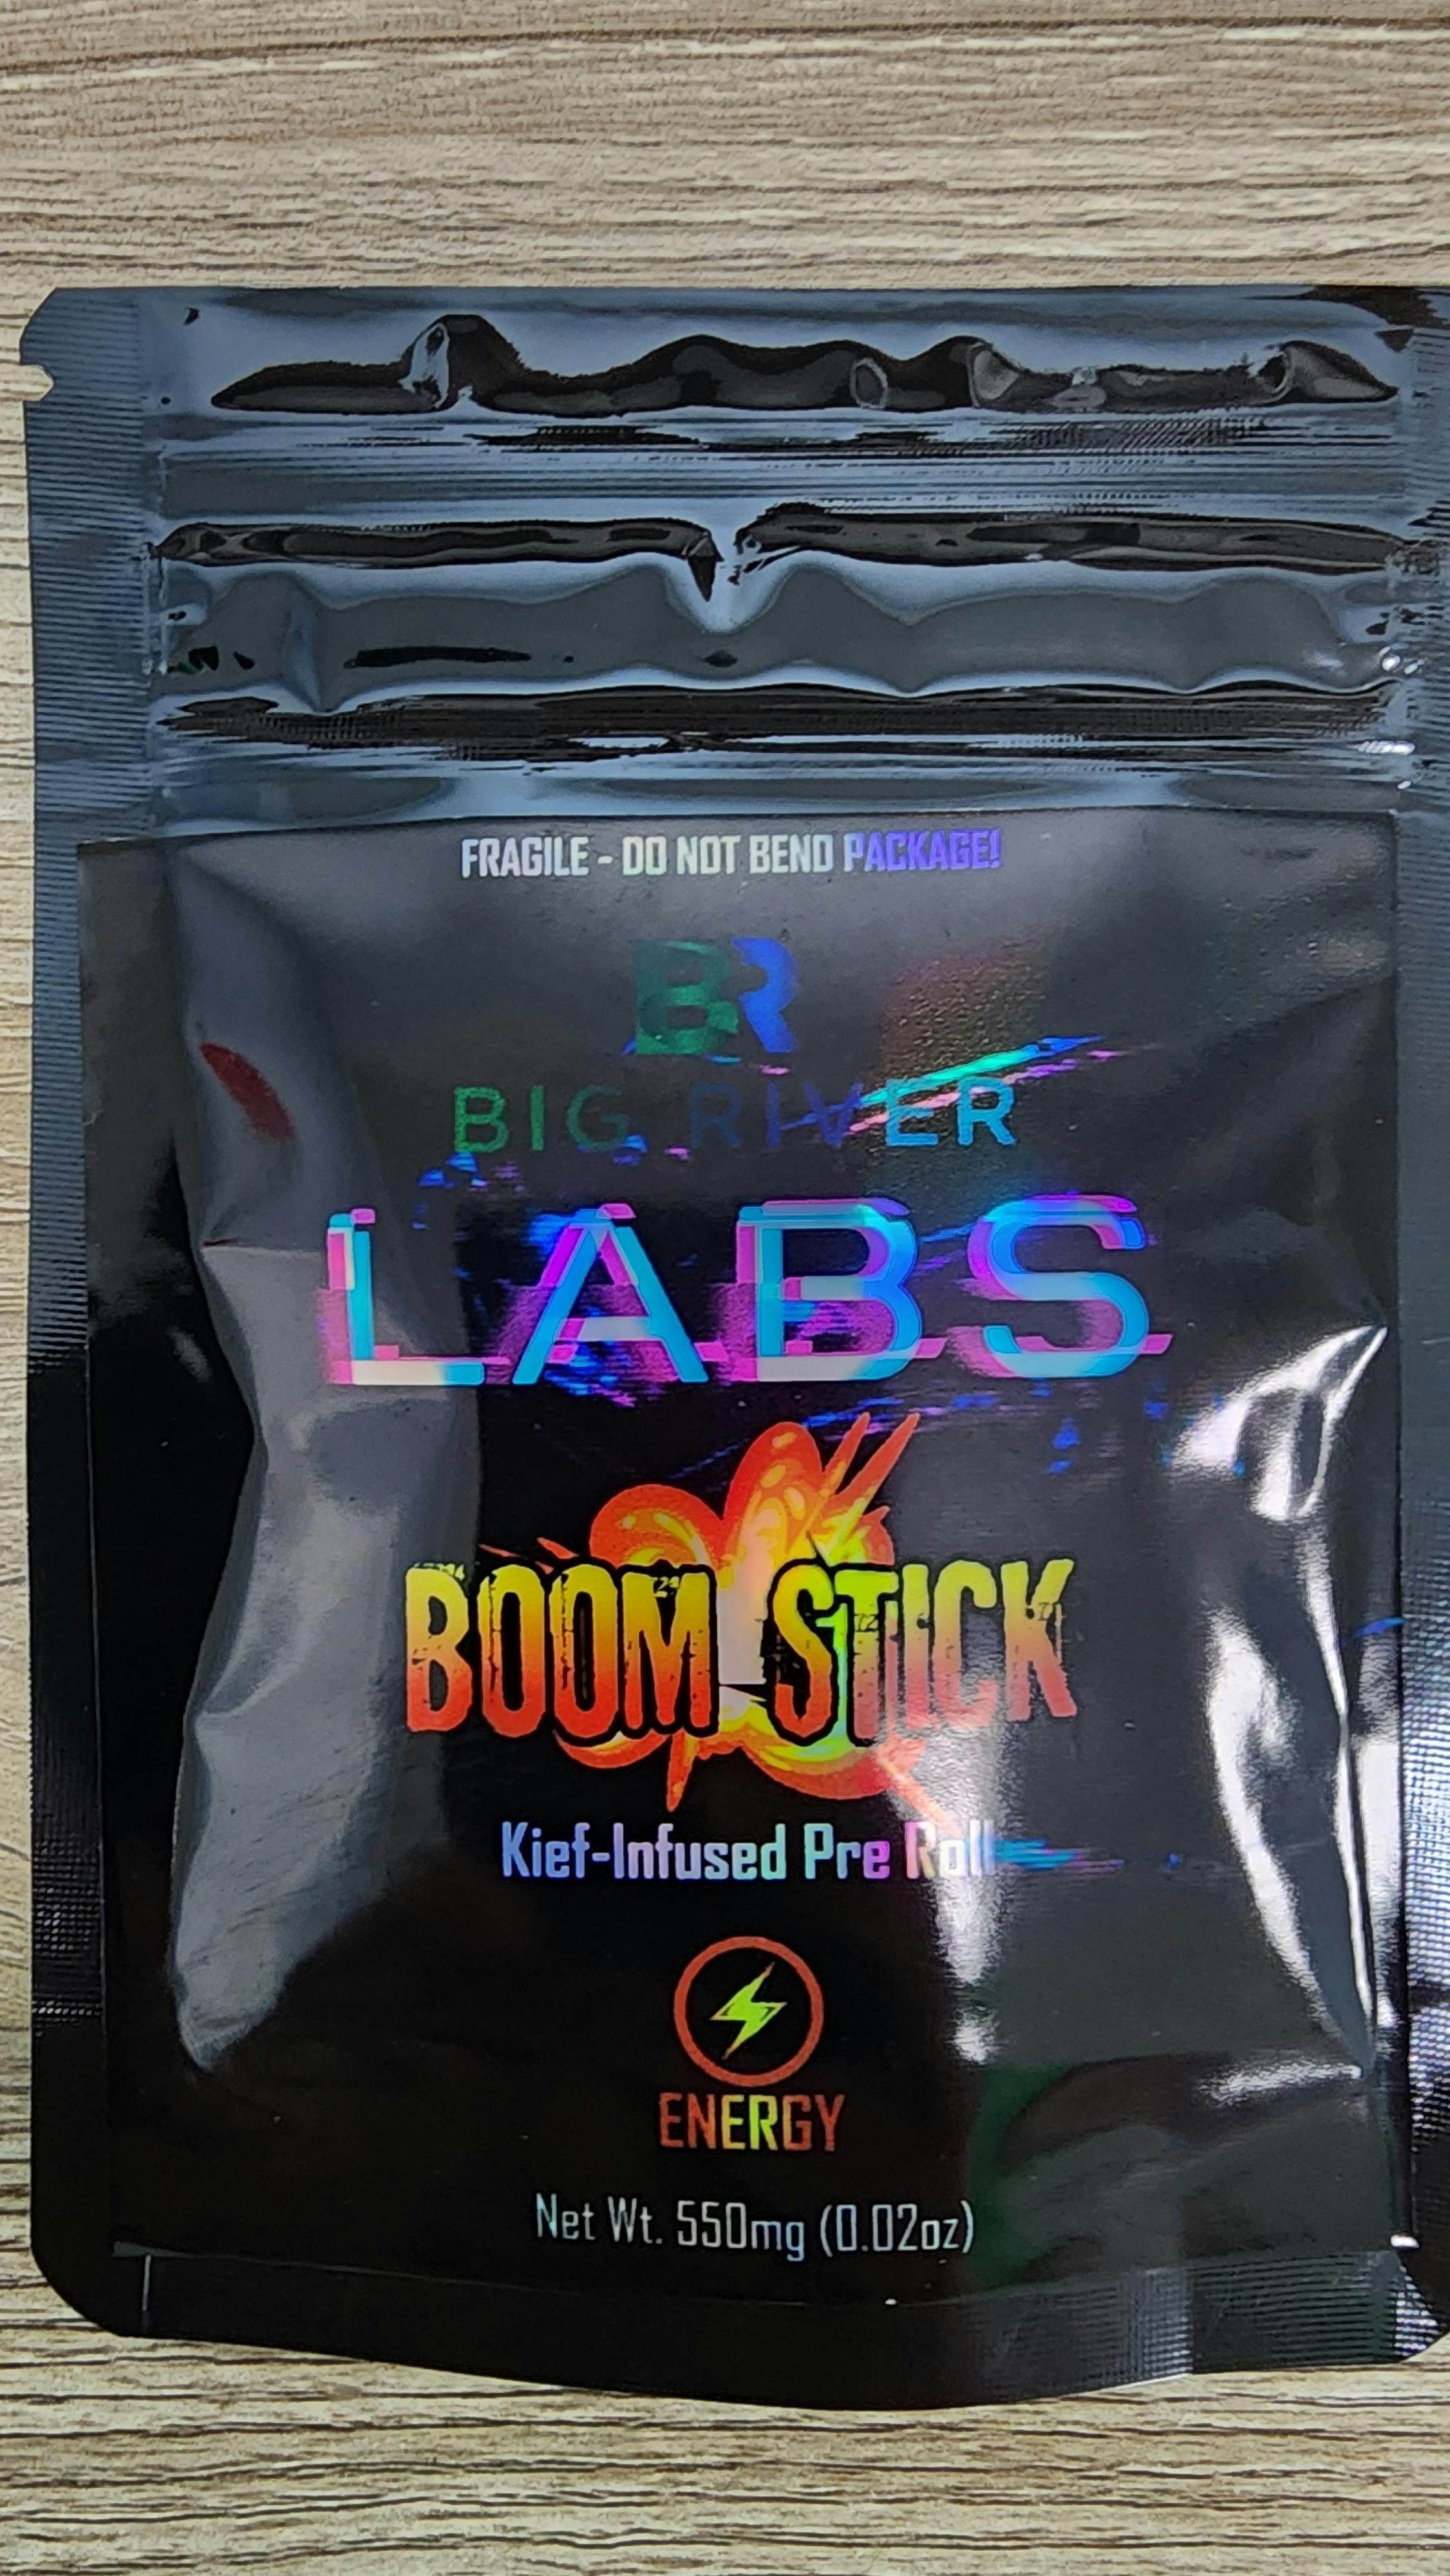 FRAGILE - DO NOT BEND PACKAGE!
BR
BIG RIVER
LABS
BOOM STICK
Kief-Infused Pre Roll
ENERGY
Net Wt. 550mg (0.02oz)